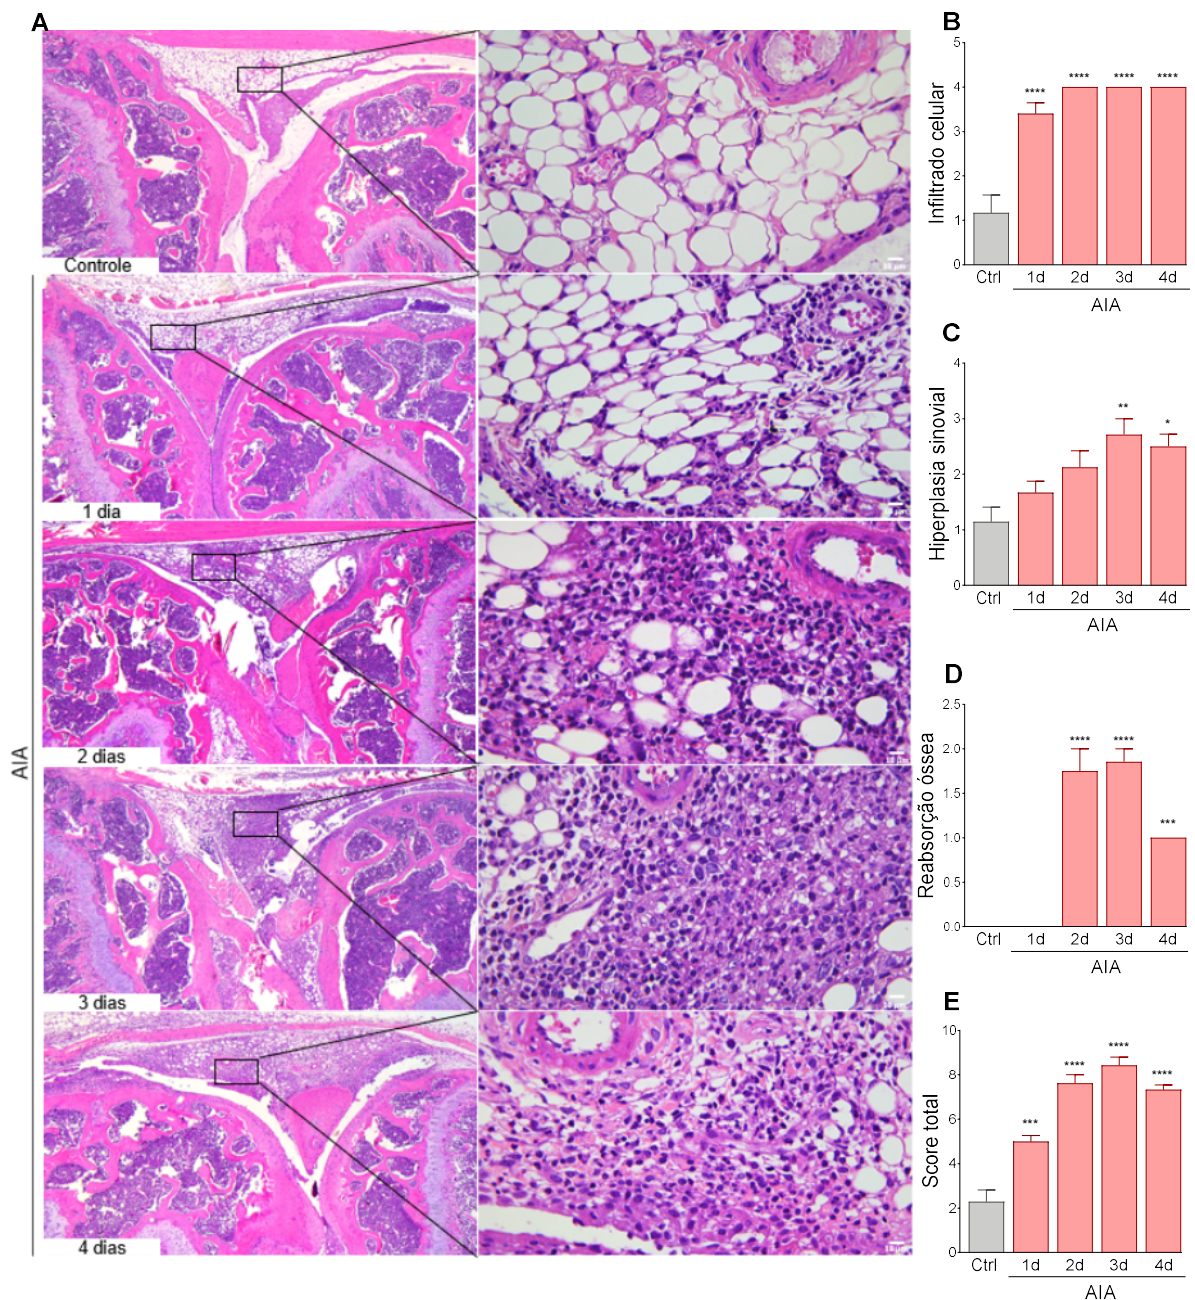 A
Controle
1 dia
2 dias
3 dias
4 dias
AIA
B
Infiltrado celular
5
4
3
2
1
0
**** **** **** ****
Ctrl 1d 2d 3d 4d
AIA
C
Hiperplasia sinovial
4
3
2
1
0
** *
Ctrl 1d 2d 3d 4d
AIA
D
Reabsorção óssea
2.5
2.0
1.5
1.0
0.5
0.0
**** **** ***
Ctrl 1d 2d 3d 4d
AIA
E
Score total
10
8
6
4
2
0
*** **** **** ****
Ctrl 1d 2d 3d 4d
AIA